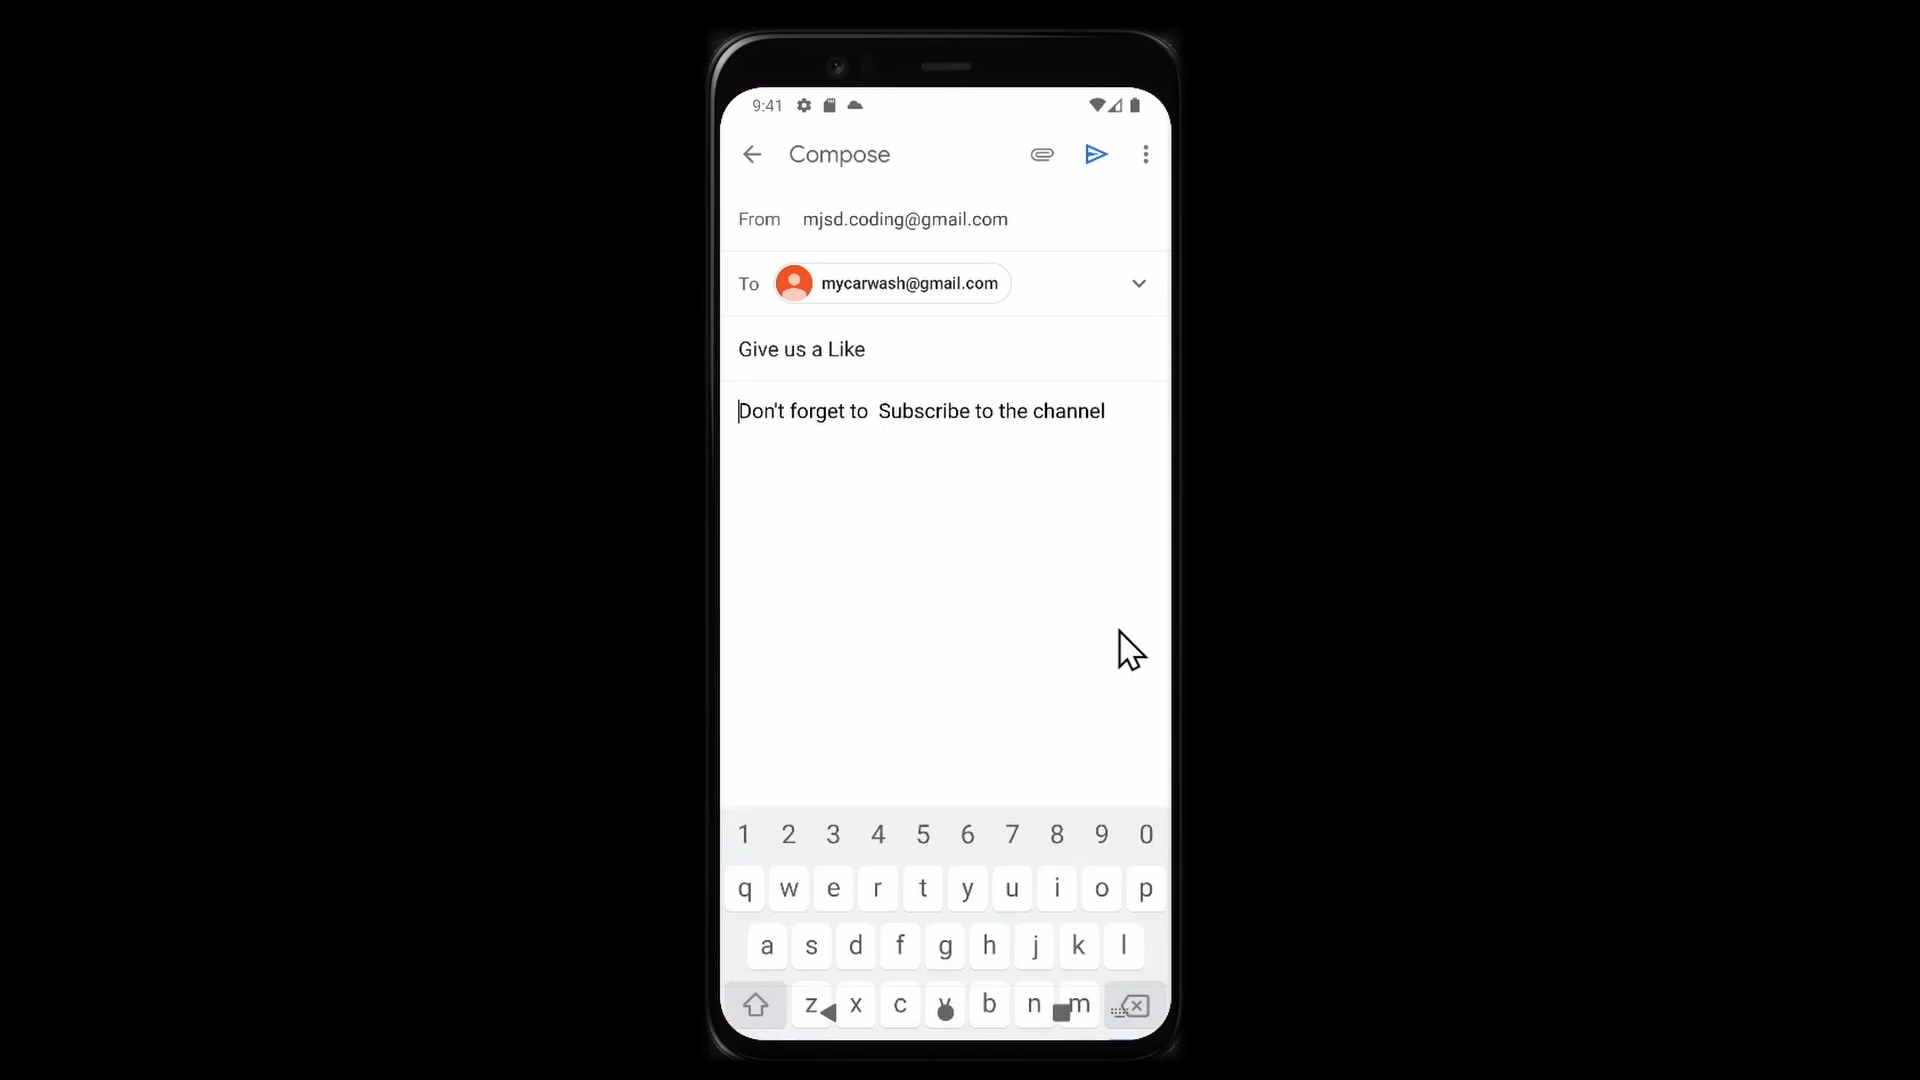 9:41
Compose
From mjsd.coding@gmail.com
To mycarwash@gmail.com
Give us a Like
Don't forget to  Subscribe to the channel
1 2 3 4 5 6 7 8 9 0
q w e r t y u i o p
a s d f g h j k l
z x c v b n m